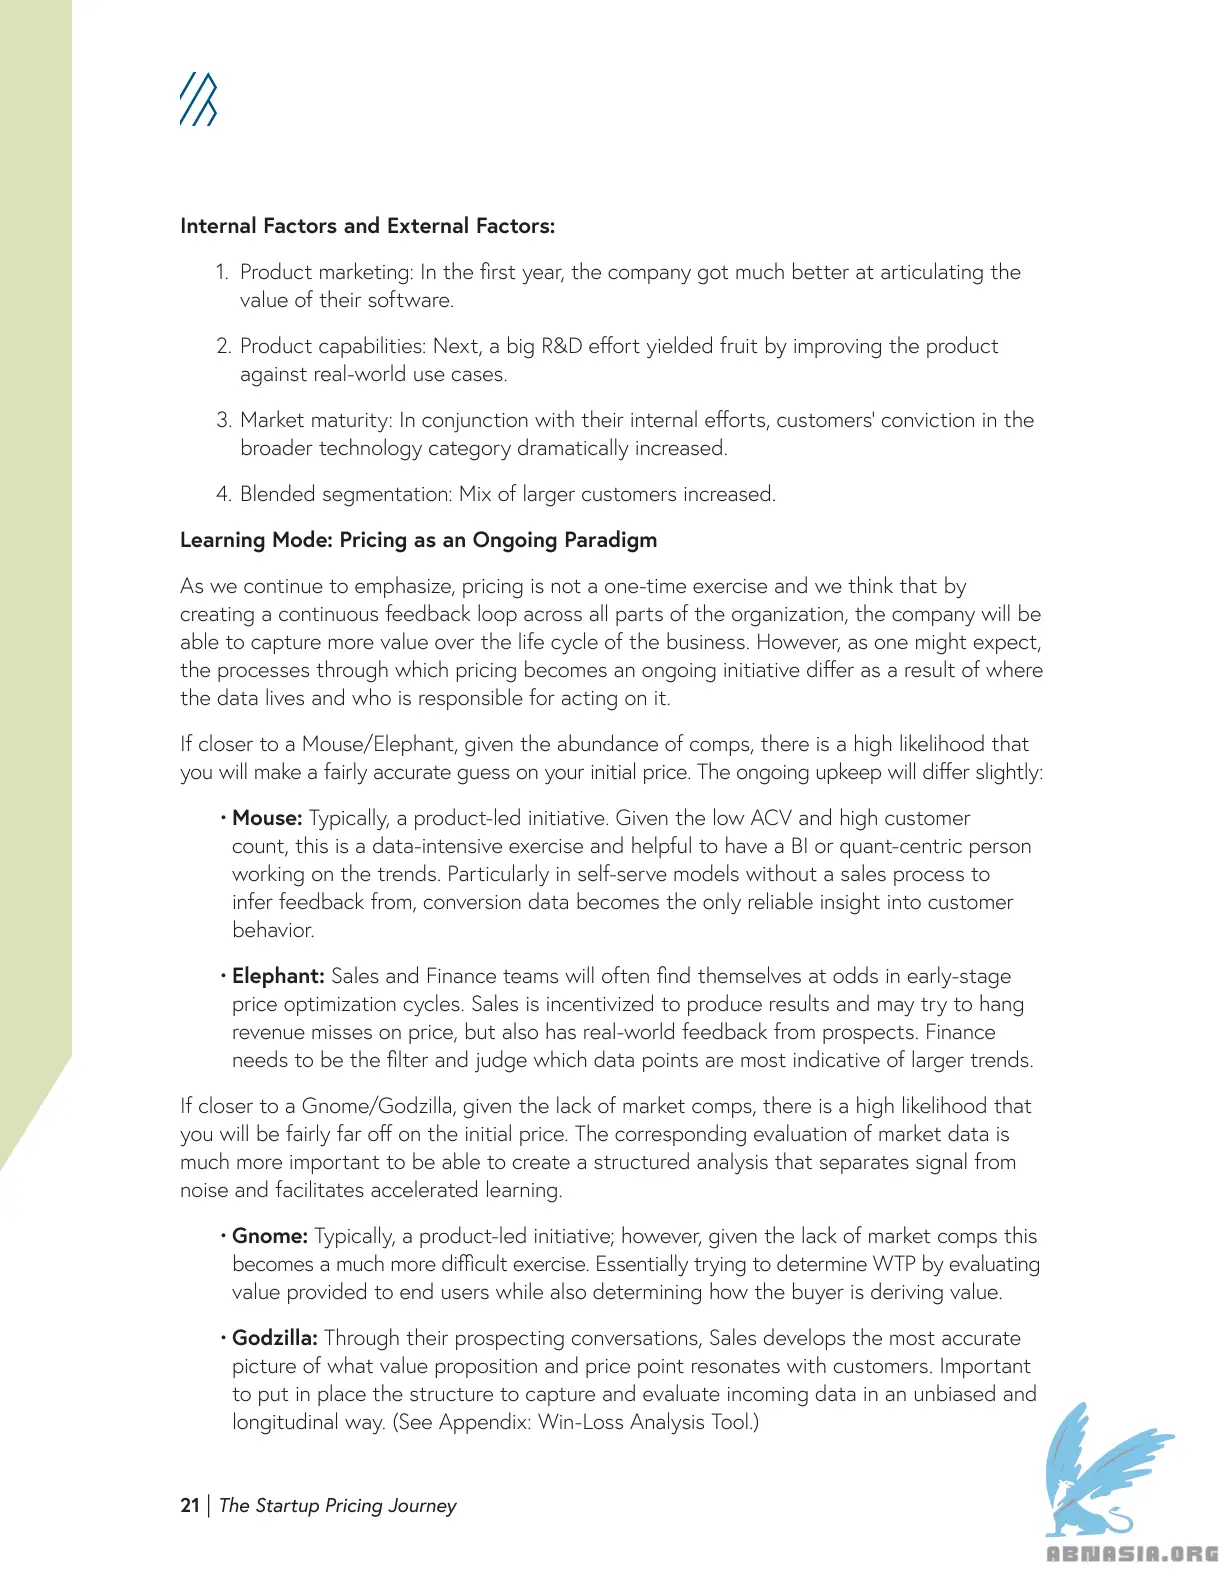 Internal Factors and External Factors:
1. Product marketing: In the first year, the company got much better at articulating the
value of their software.
2. Product capabilities: Next, a big R&D effort yielded fruit by improving the product
against real-world use cases.
3. Market maturity: In conjunction with their internal efforts, customers' conviction in the
broader technology category dramatically increased.
4. Blended segmentation: Mix of larger customers increased.
Learning Mode: Pricing as an Ongoing Paradigm
As we continue to emphasize, pricing is not a one-time exercise and we think that by
creating a continuous feedback loop across all parts of the organization, the company will be
able to capture more value over the life cycle of the business. However, as one might expect,
the processes through which pricing becomes an ongoing initiative differ as a result of where
the data lives and who is responsible for acting on it.
If closer to a Mouse/Elephant, given the abundance of comps, there is a high likelihood that
you will make a fairly accurate guess on your initial price. The ongoing upkeep will differ slightly:
• Mouse: Typically, a product-led initiative. Given the low ACV and high customer
count, this is a data-intensive exercise and helpful to have a BI or quant-centric person
working on the trends. Particularly in self-serve models without a sales process to
infer feedback from, conversion data becomes the only reliable insight into customer
behavior.
• Elephant: Sales and Finance teams will often find themselves at odds in early-stage
price optimization cycles. Sales is incentivized to produce results and may try to hang
revenue misses on price, but also has real-world feedback from prospects. Finance
needs to be the filter and judge which data points are most indicative of larger trends.
If closer to a Gnome/Godzilla, given the lack of market comps, there is a high likelihood that
you will be fairly far off on the initial price. The corresponding evaluation of market data is
much more important to be able to create a structured analysis that separates signal from
noise and facilitates accelerated learning.
• Gnome: Typically, a product-led initiative; however, given the lack of market comps this
becomes a much more difficult exercise. Essentially trying to determine WTP by evaluating
value provided to end users while also determining how the buyer is deriving value.
• Godzilla: Through their prospecting conversations, Sales develops the most accurate
picture of what value proposition and price point resonates with customers. Important
to put in place the structure to capture and evaluate incoming data in an unbiased and
longitudinal way. (See Appendix: Win-Loss Analysis Tool.)
21 | The Startup Pricing Journey
ABNASIA.ORG